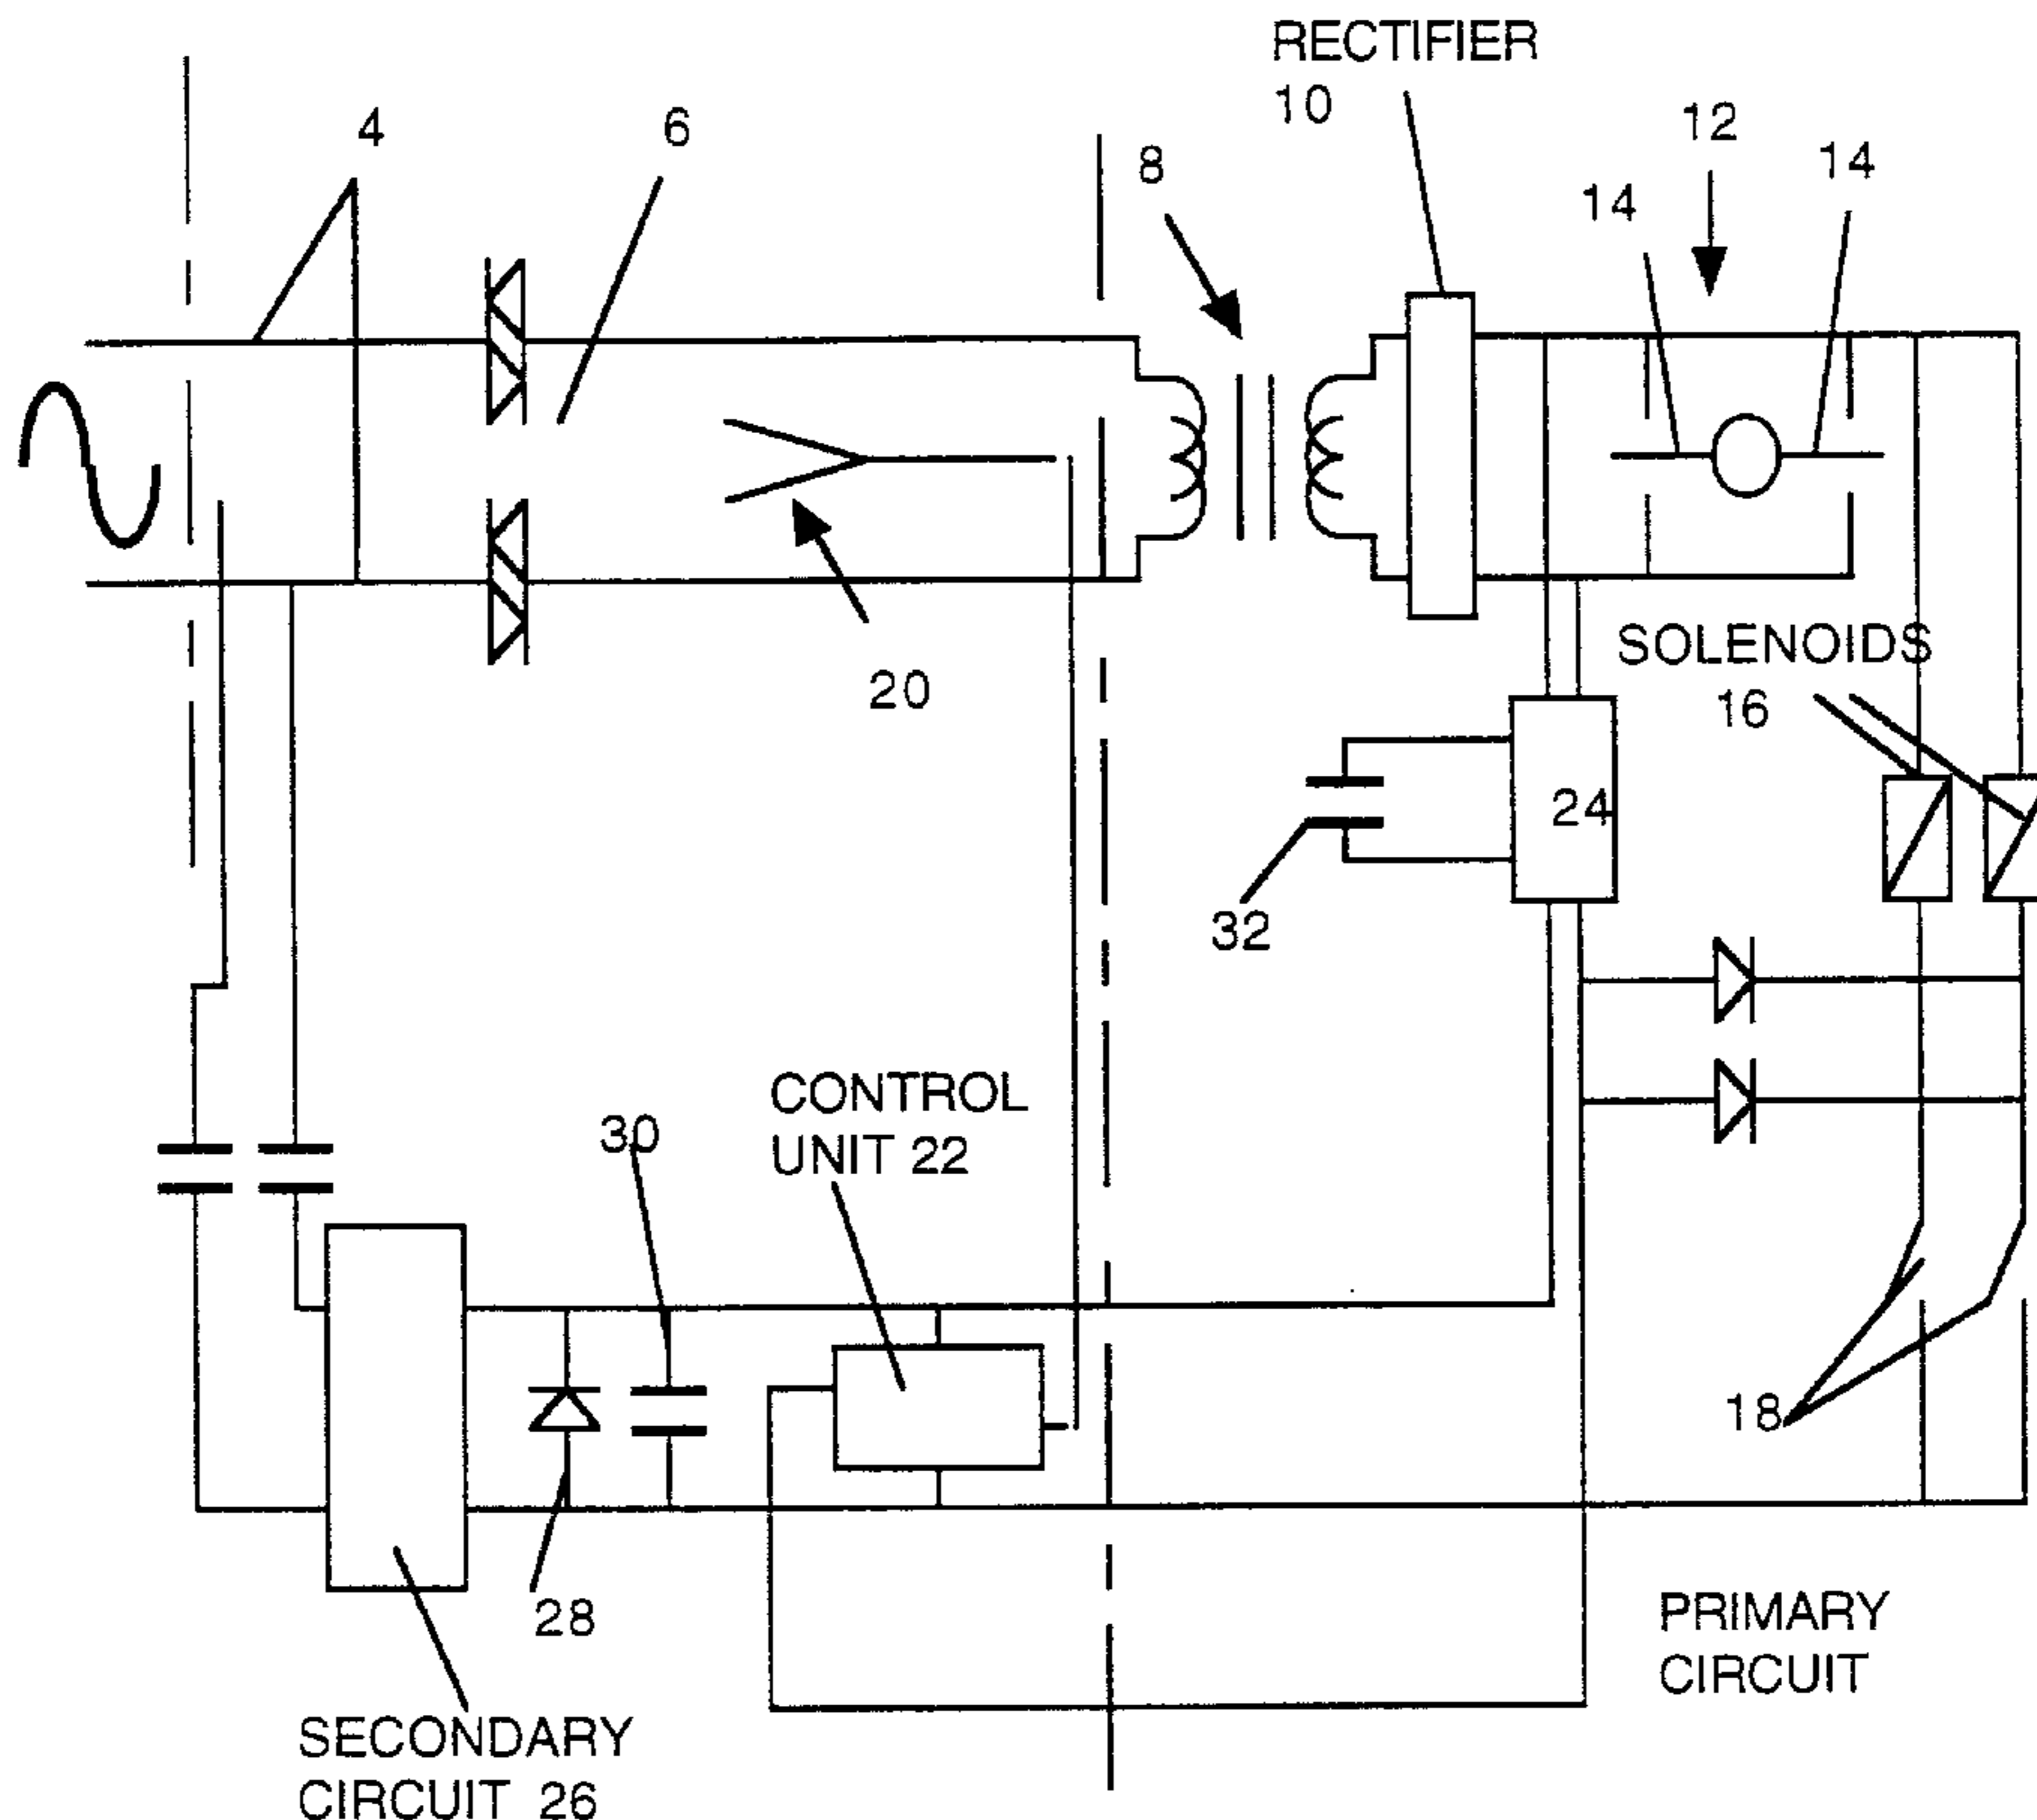 RECTIFIER
10
4
6
8
12
14
14
20
SOLENOIDS
16
24
32
CONTROL
UNIT 22
30
18
28
PRIMARY
CIRCUIT
SECONDARY
CIRCUIT 26